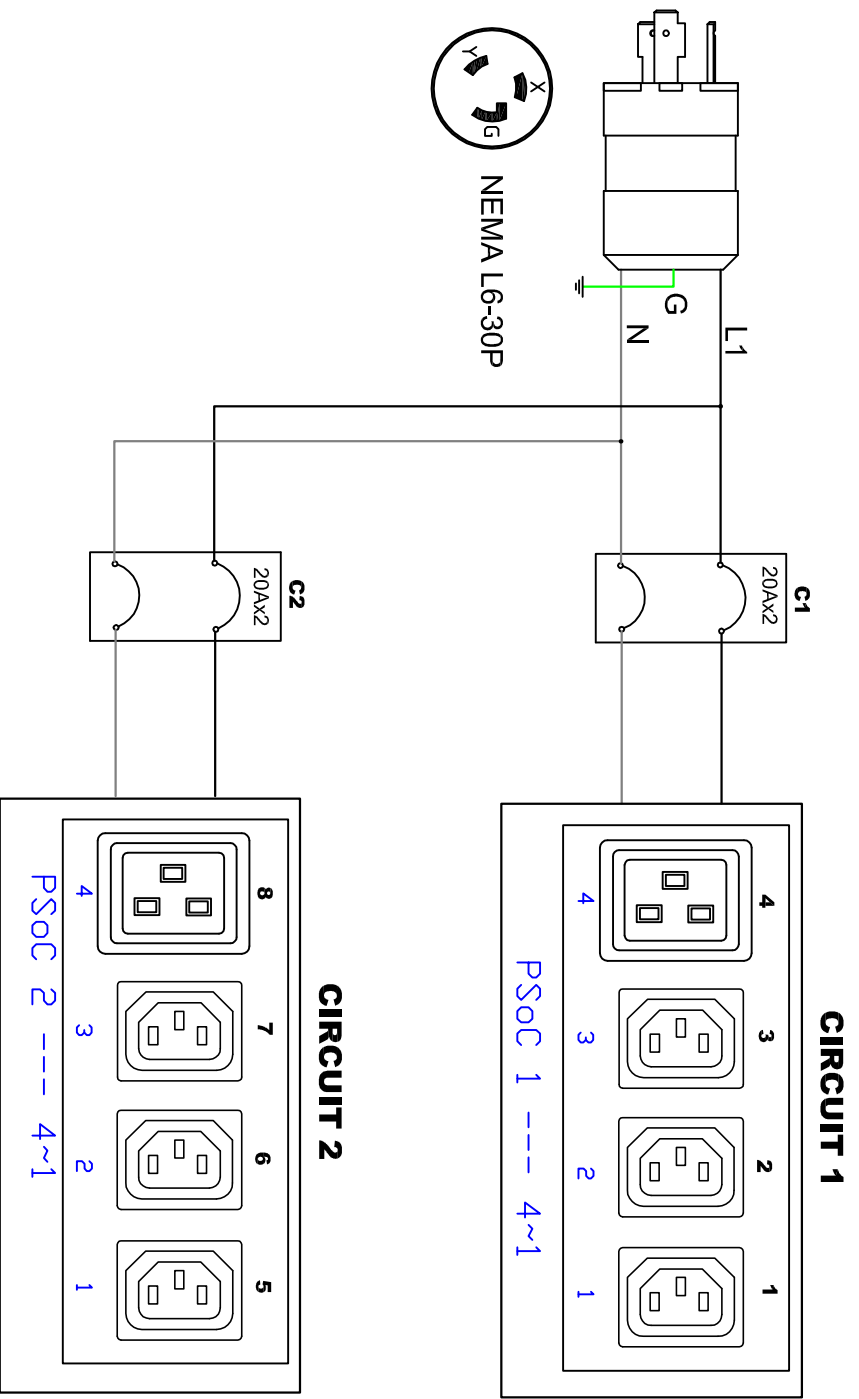 CIRCUIT 1
4
3
2
1
4
3
2
1
PSoC 1 --- 4~1
C1
20Ax2
L1
G
N
X
Y
G
NEMA L6-30P
C2
20Ax2
CIRCUIT 2
8
7
6
5
4
3
2
1
PSoC 2 --- 4~1